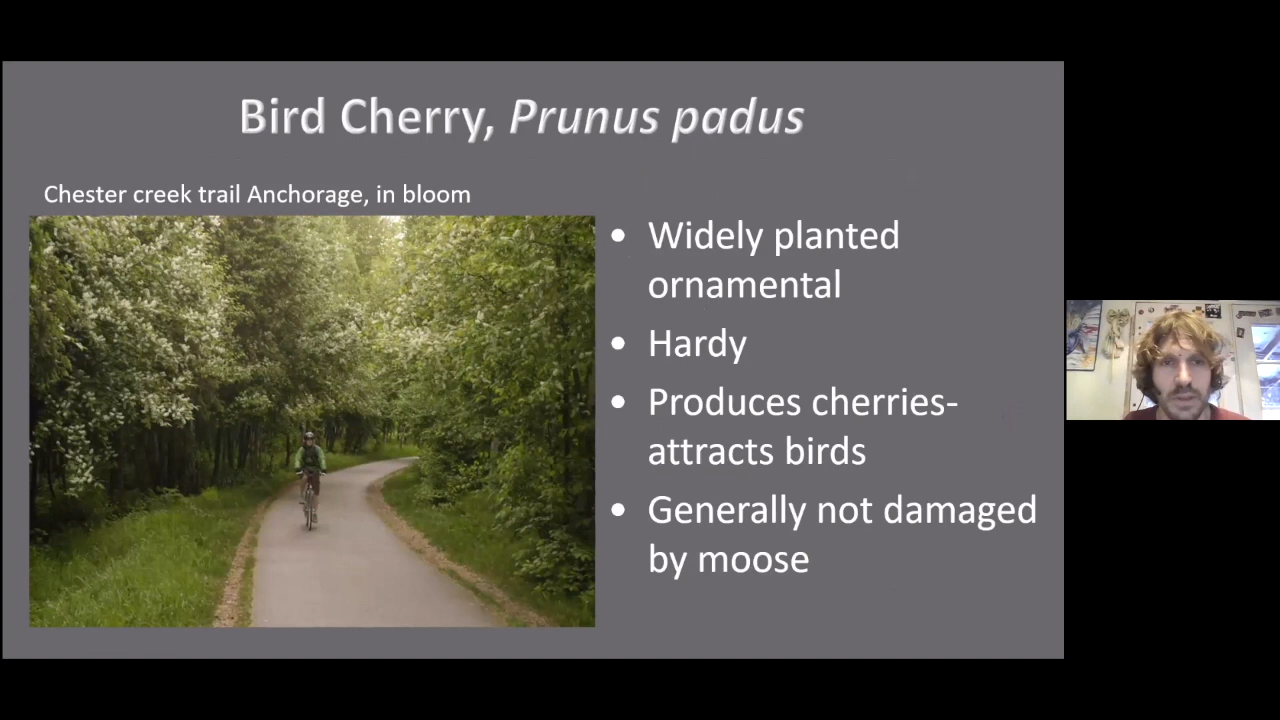 Bird Cherry, Prunus padus
Chester creek trail Anchorage, in bloom
• Widely planted
ornamental
• Hardy
• Produces cherries-
attracts birds
• Generally not damaged
by moose